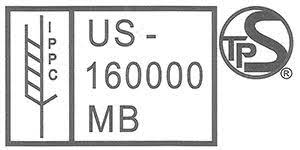 IPPC
US -
160000
MB
TPS
®